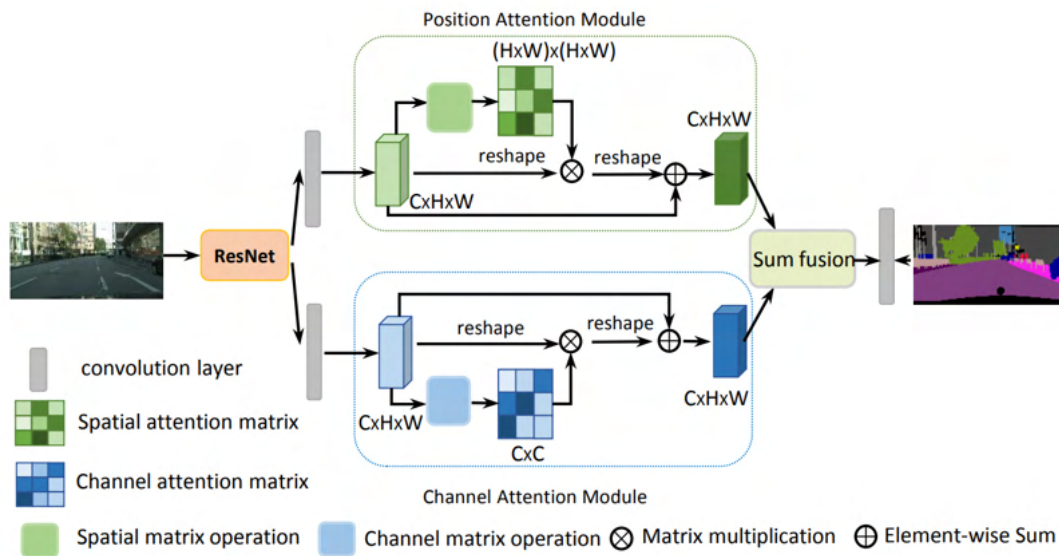 Position Attention Module
(HxW)x(HxW)
CxHxW
reshape
reshape
CxHxW
ResNet
Sum fusion
reshape
reshape
convolution layer
CxHxW
CxHxW
CxC
Spatial attention matrix
Channel attention matrix
Channel Attention Module
Spatial matrix operation
Channel matrix operation
Matrix multiplication
Element-wise Sum